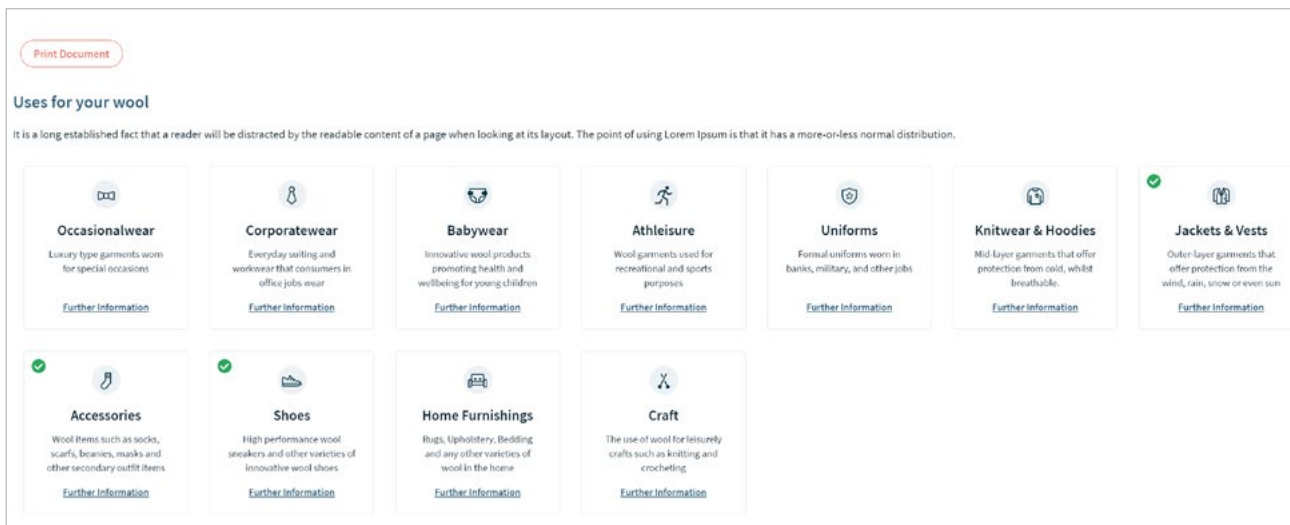 Print Document
Uses for your wool
It is a long established fact that a reader will be distracted by the readable content of a page when looking at its layout. The point of using Lorem Ipsum is that it has a more-or-less normal distribution.
Occasionalwear
Luxury type garments worn
for special occasions
Further Information
Corporatewear
Everyday suiting and
workwear that consumers in
office jobs wear
Further Information
Babywear
Innovative wool products
promoting health and
wellbeing for young children
Further Information
Athleisure
Wool garments used for
recreational and sports
purposes
Further Information
Uniforms
Formal uniforms worn in
banks, military, and other jobs
Further Information
Knitwear & Hoodies
Mid-layer garments that offer
protection from cold, whilst
breathable.
Further Information
Jackets & Vests
Outer-layer garments that
offer protection from the
wind, rain, snow or even sun
Further Information
Accessories
Wool items such as socks,
scarfs, beanies, masks and
other secondary outfit items
Further Information
Shoes
High performance wool
sneakers and other varieties of
innovative wool shoes
Further Information
Home Furnishings
Rugs, Upholstery, Bedding
and any other varieties of
wool in the home
Further Information
Craft
The use of wool for leisurely
crafts such as knitting and
crocheting
Further Information